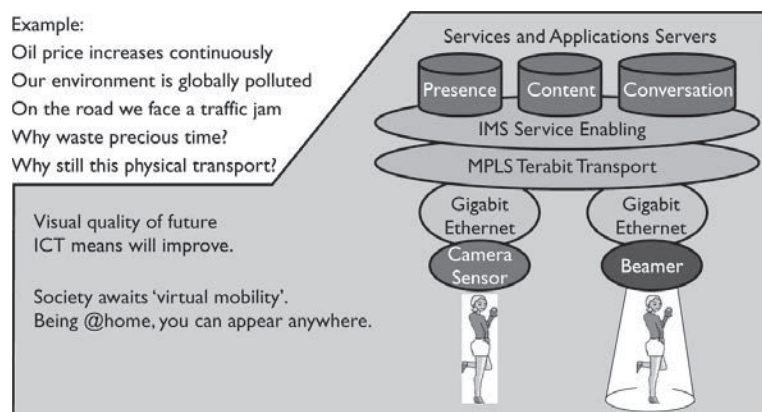 Example:
Oil price increases continuously
Our environment is globally polluted
On the road we face a traffic jam
Why waste precious time?
Why still this physical transport?
Visual quality of future
ICT means will improve.
Society awaits ‘virtual mobility’.
Being @home, you can appear anywhere.
Services and Applications Servers
Presence
Content
Conversation
IMS Service Enabling
MPLS Terabit Transport
Gigabit
Ethernet
Gigabit
Ethernet
Camera
Sensor
Beamer